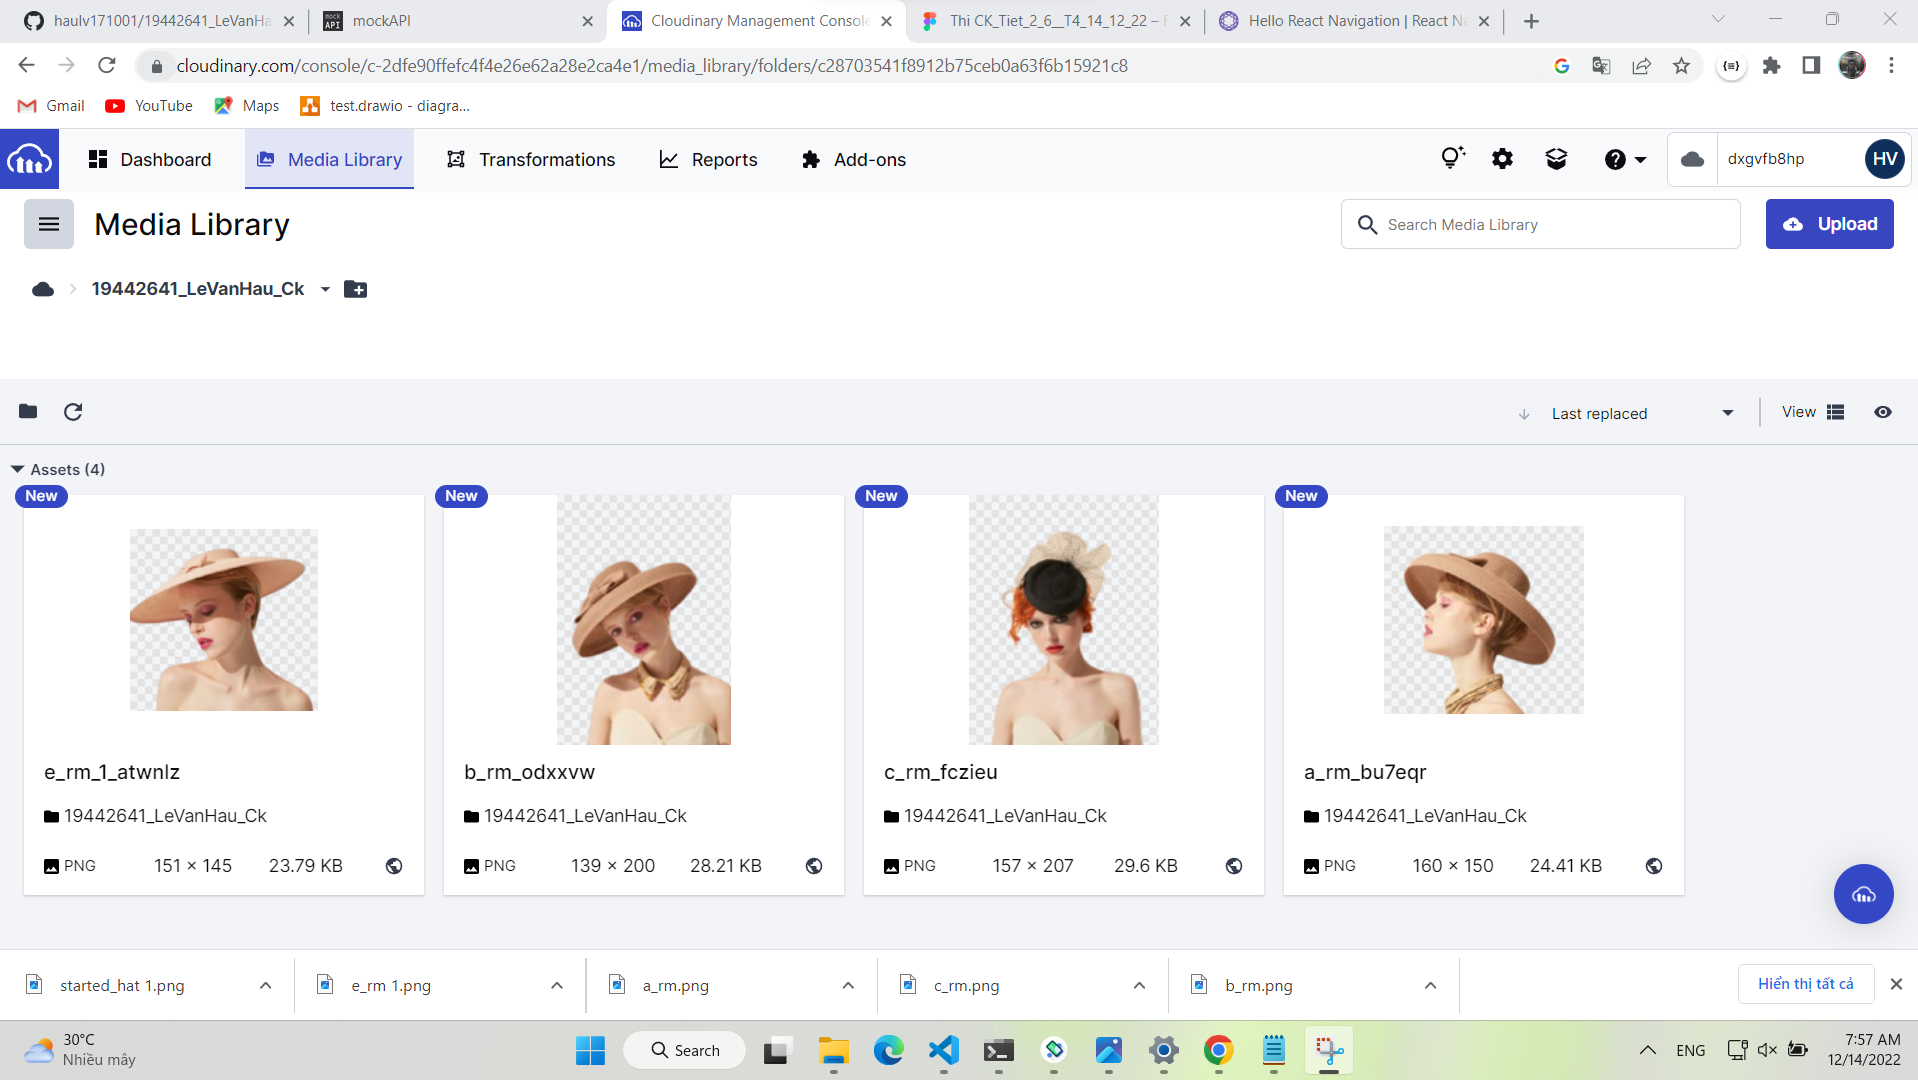 haulv171001/19442641_LeVanHa
mockAPI
Cloudinary Management Console
Thi CK_Tiet_2_6__T4_14_12_22 – F
Hello React Navigation | React Na
cloudinary.com/console/c-2dfe90ffefc4f4e26e62a28e2ca4e1/media_library/folders/c28703541f8912b75ceb0a63f6b15921c8
Gmail
YouTube
Maps
test.drawio - diagra...
Dashboard
Media Library
Transformations
Reports
Add-ons
dxgvfb8hp
HV
Media Library
Search Media Library
Upload
19442641_LeVanHau_Ck
Last replaced
View
Assets (4)
New
New
New
New
e_rm_1_atwnlz
b_rm_odxxvw
c_rm_fczieu
a_rm_bu7eqr
19442641_LeVanHau_Ck
19442641_LeVanHau_Ck
19442641_LeVanHau_Ck
19442641_LeVanHau_Ck
PNG 151 × 145 23.79 KB
PNG 139 × 200 28.21 KB
PNG 157 × 207 29.6 KB
PNG 160 × 150 24.41 KB
started_hat 1.png
e_rm 1.png
a_rm.png
c_rm.png
b_rm.png
Hiển thị tất cả
30°C
Nhiều mây
Search
ENG
7:57 AM
12/14/2022